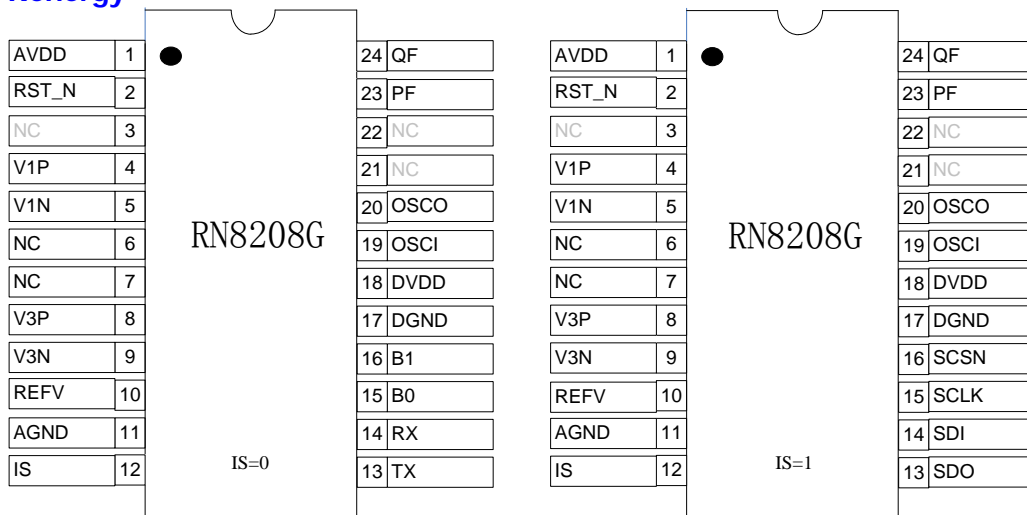 AVDD 1 24 QF
RST_N 2 23 PF
NC 3 22 NC
V1P 4 21 NC
V1N 5 20 OSCO
NC 6 19 OSCI
NC 7 18 DVDD
V3P 8 17 DGND
V3N 9 16 B1
REFV 10 15 B0
AGND 11 14 RX
IS 12 13 TX
RN8208G
IS=0
AVDD 1 24 QF
RST_N 2 23 PF
NC 3 22 NC
V1P 4 21 NC
V1N 5 20 OSCO
NC 6 19 OSCI
NC 7 18 DVDD
V3P 8 17 DGND
V3N 9 16 SCSN
REFV 10 15 SCLK
AGND 11 14 SDI
IS 12 13 SDO
RN8208G
IS=1